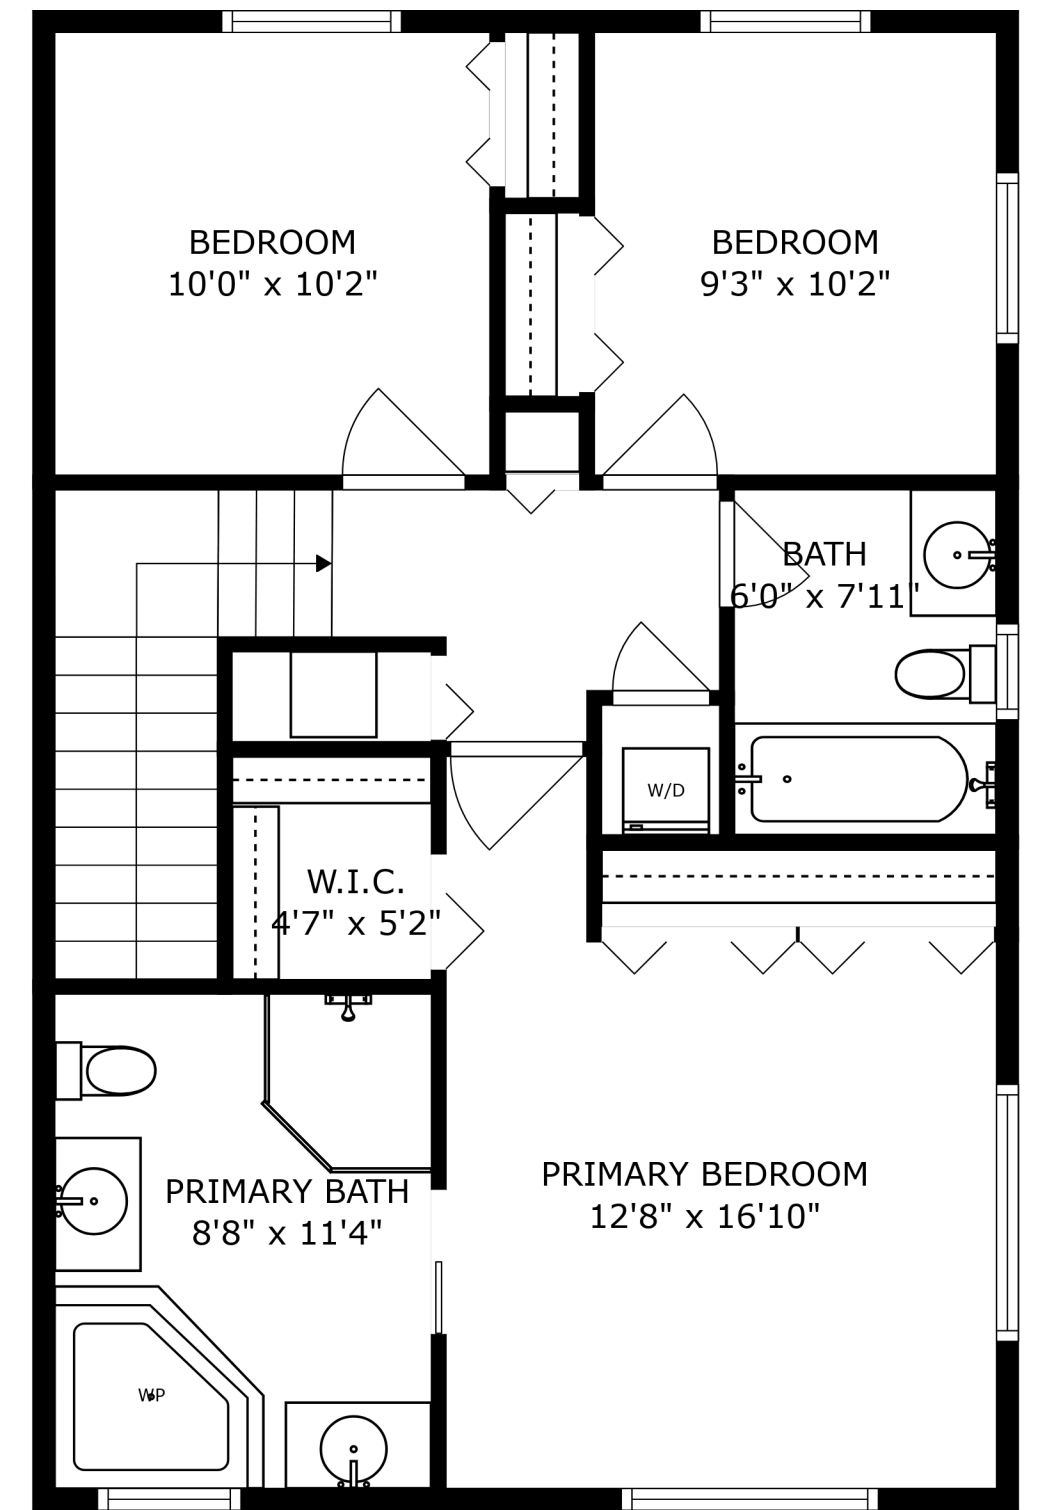 BEDROOM
10'0" x 10'2"
BEDROOM
9'3" x 10'2"
BATH
6'0" x 7'11"
W/D
W.I.C.
4'7" x 5'2"
PRIMARY BEDROOM
12'8" x 16'10"
PRIMARY BATH
8'8" x 11'4"
WP